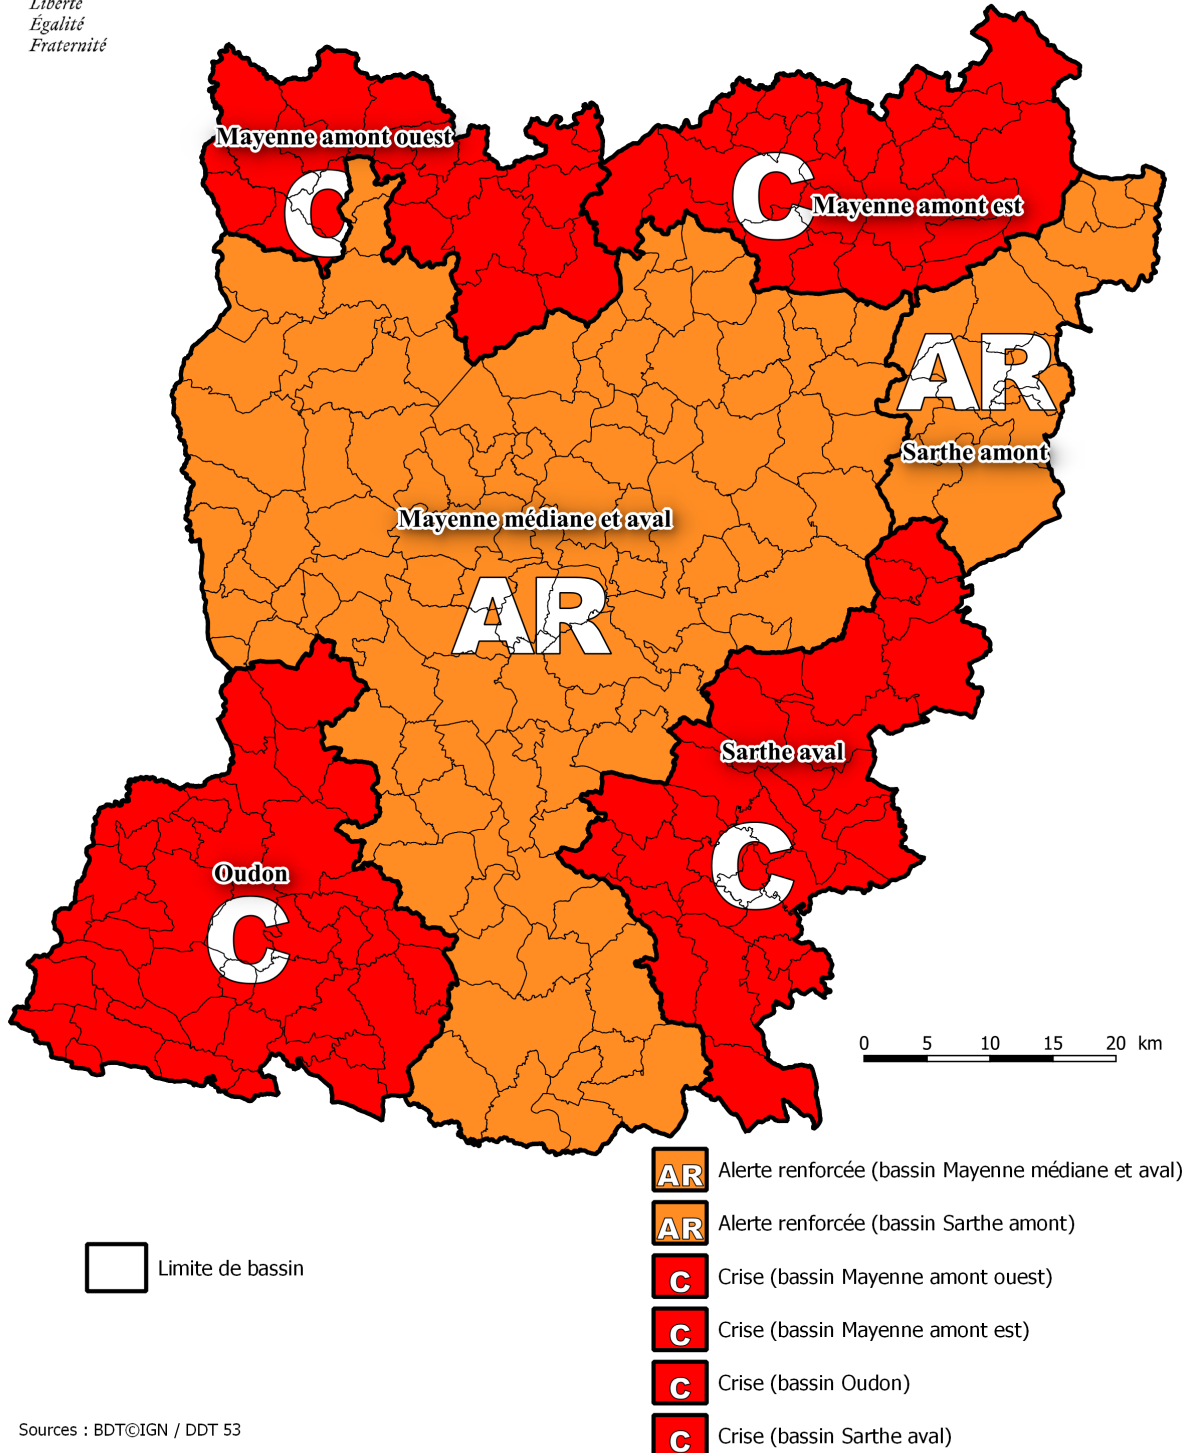 Liberté
Égalité
Fraternité
Mayenne amont ouest
C
C
Mayenne amont est
AR
Sarthe amont
Mayenne médiane et aval
AR
Sarthe aval
C
Oudon
C
0 5 10 15 20 km
AR Alerte renforcée (bassin Mayenne médiane et aval)
AR Alerte renforcée (bassin Sarthe amont)
C Crise (bassin Mayenne amont ouest)
Limite de bassin
C Crise (bassin Mayenne amont est)
C Crise (bassin Oudon)
C Crise (bassin Sarthe aval)
Sources : BDT©IGN / DDT 53